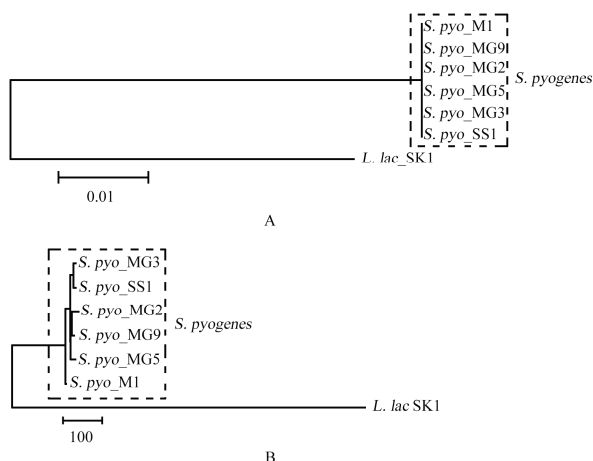 S. pyo_M1
S. pyo_MG9
S. pyo_MG2
S. pyo_MG5
S. pyo_MG3
S. pyo_SS1
S. pyogenes
L. lac_SK1
0.01
A
S. pyo_MG3
S. pyo_SS1
S. pyo_MG2
S. pyo_MG9
S. pyo_MG5
S. pyo_M1
S. pyogenes
L. lac SK1
100
B